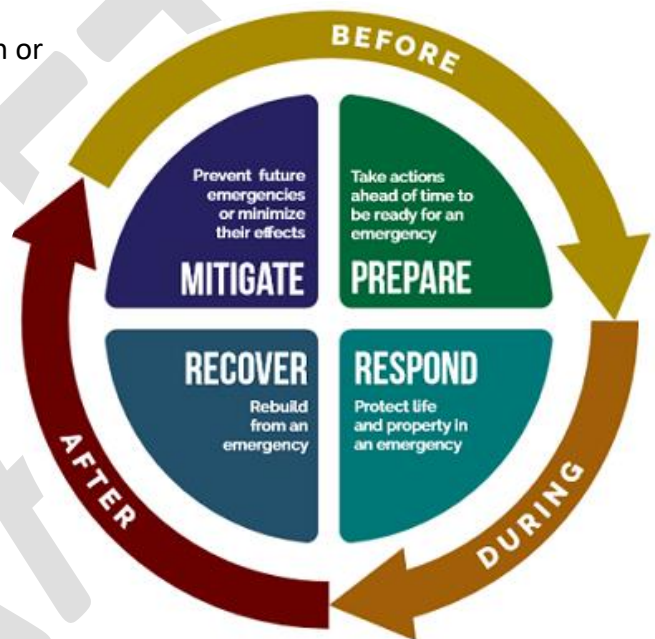 n or
BEFORE
Prevent future
emergencies
or minimize
their effects
MITIGATE
Take actions
ahead of time to
be ready for an
emergency
PREPARE
RECOVER
Rebuild
from an
emergency
RESPOND
Protect life
and property in
an emergency
AFTER
DURING